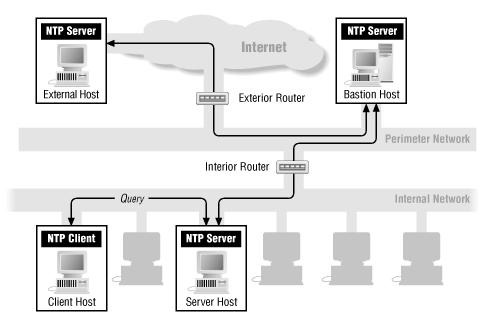 NTP Server
Internet
NTP Server
External Host
Exterior Router
Bastion Host
Perimeter Network
Interior Router
Query
Internal Network
NTP Client
NTP Server
Client Host
Server Host